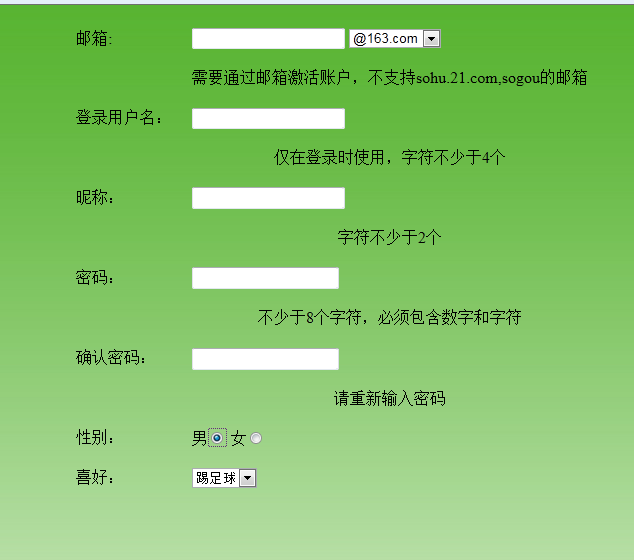 邮箱: @163.com
需要通过邮箱激活账户，不支持sohu.21.com,sogou的邮箱
登录用户名：
仅在登录时使用，字符不少于4个
昵称：
字符不少于2个
密码：
不少于8个字符，必须包含数字和字符
确认密码：
请重新输入密码
性别： 男 女
喜好： 踢足球